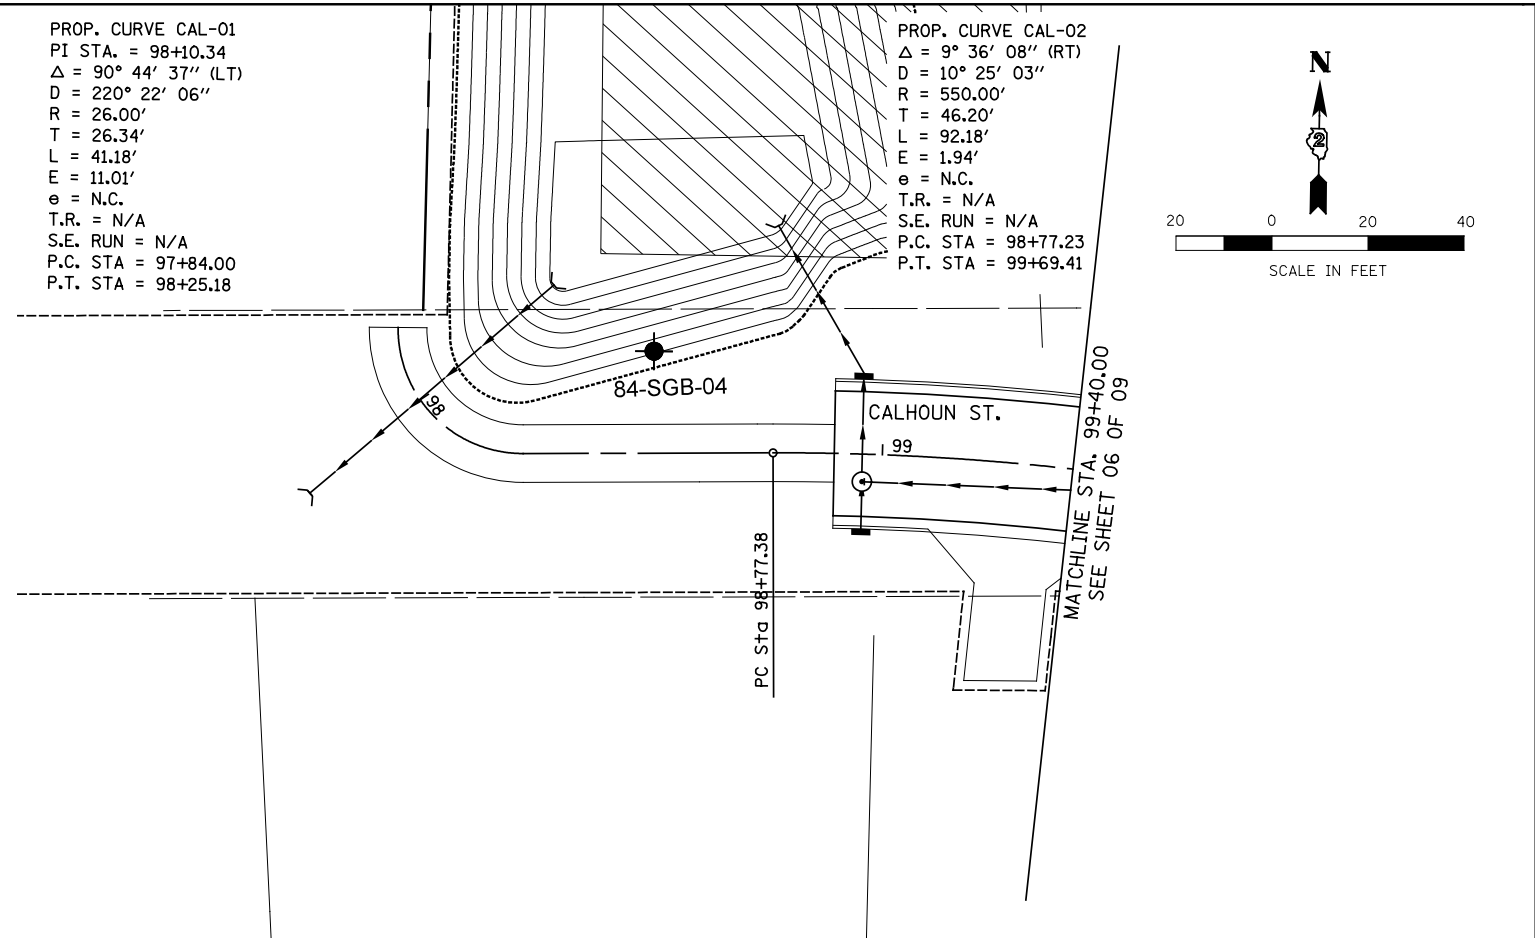 PROP. CURVE CAL-01
PI STA. = 98+10.34
Δ = 90° 44' 37" (LT)
D = 220° 22' 06"
R = 26.00'
T = 26.34'
L = 41.18'
E = 11.01'
e = N.C.
T.R. = N/A
S.E. RUN = N/A
P.C. STA = 97+84.00
P.T. STA = 98+25.18
PROP. CURVE CAL-02
Δ = 9° 36' 08" (RT)
D = 10° 25' 03"
R = 550.00'
T = 46.20'
L = 92.18'
E = 1.94'
e = N.C.
T.R. = N/A
S.E. RUN = N/A
P.C. STA = 98+77.23
P.T. STA = 99+69.41
N
2
20 0 20 40
SCALE IN FEET
84-SGB-04
98
CALHOUN ST.
99
PC Sta 98+77.38
MATCHLINE STA. 99+40.00
SEE SHEET 06 OF 09